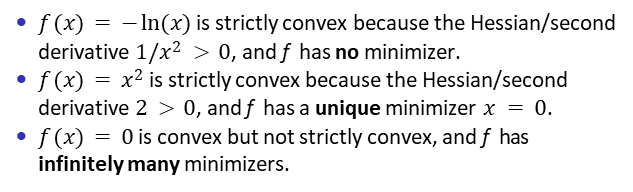 • f(x) = −ln(x) is strictly convex because the Hessian/second
derivative 1/x² > 0, and f has no minimizer.
• f(x) = x² is strictly convex because the Hessian/second
derivative 2 > 0, and f has a unique minimizer x = 0.
• f(x) = 0 is convex but not strictly convex, and f has
infinitely many minimizers.